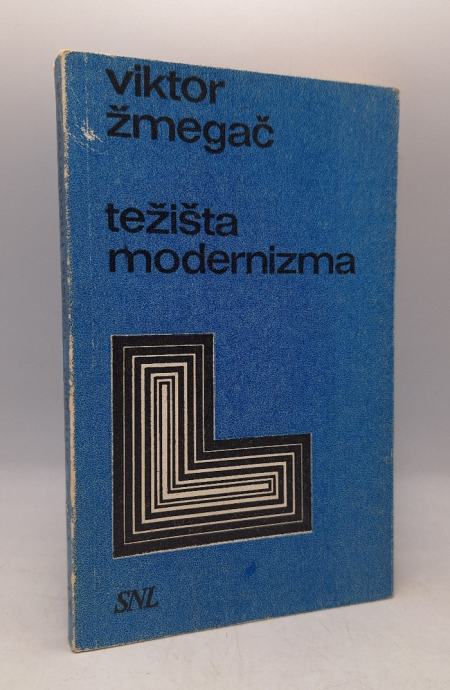 viktor
žmegač
težišta
modernizma
SNL